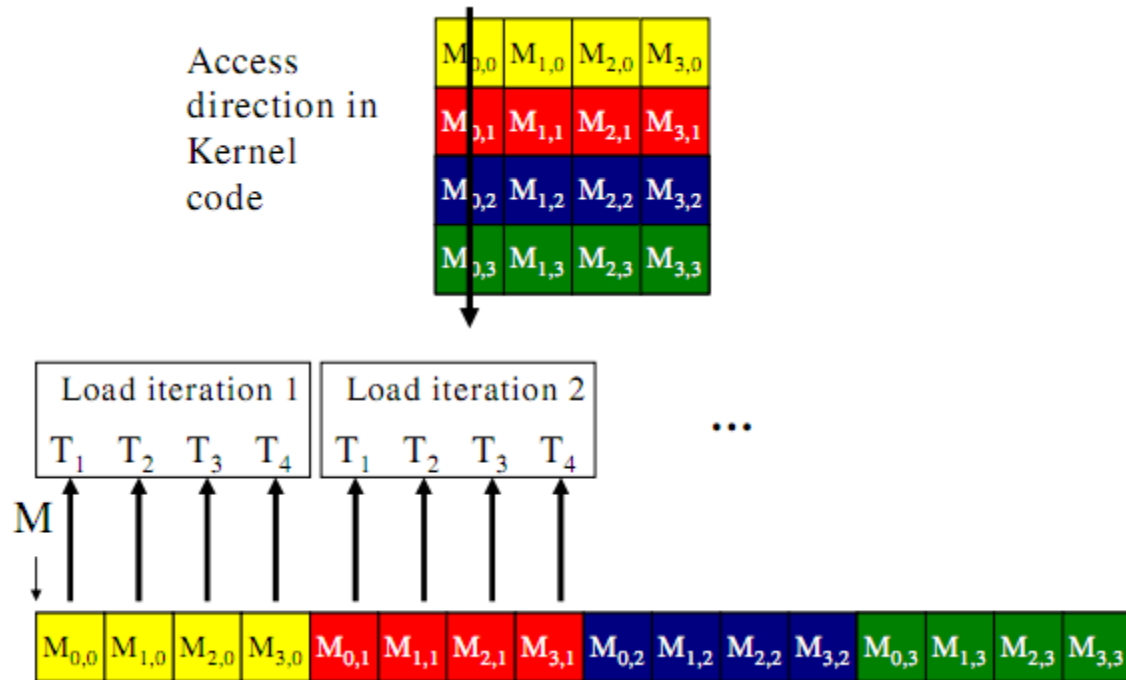 Access
direction in
Kernel
code
M0,0 M1,0 M2,0 M3,0
M0,1 M1,1 M2,1 M3,1
M0,2 M1,2 M2,2 M3,2
M0,3 M1,3 M2,3 M3,3
Load iteration 1 Load iteration 2
T1 T2 T3 T4 T1 T2 T3 T4
...
M
M0,0 M1,0 M2,0 M3,0 M0,1 M1,1 M2,1 M3,1 M0,2 M1,2 M2,2 M3,2 M0,3 M1,3 M2,3 M3,3